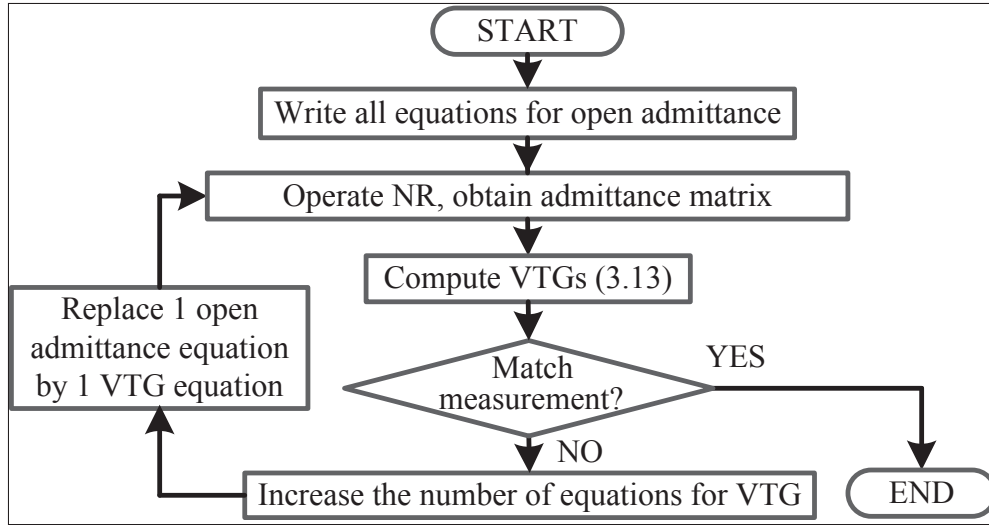 START
Write all equations for open admittance
Operate NR, obtain admittance matrix
Compute VTGs (3.13)
Replace 1 open
admittance equation
by 1 VTG equation
Match
measurement?
YES
NO
Increase the number of equations for VTG
END